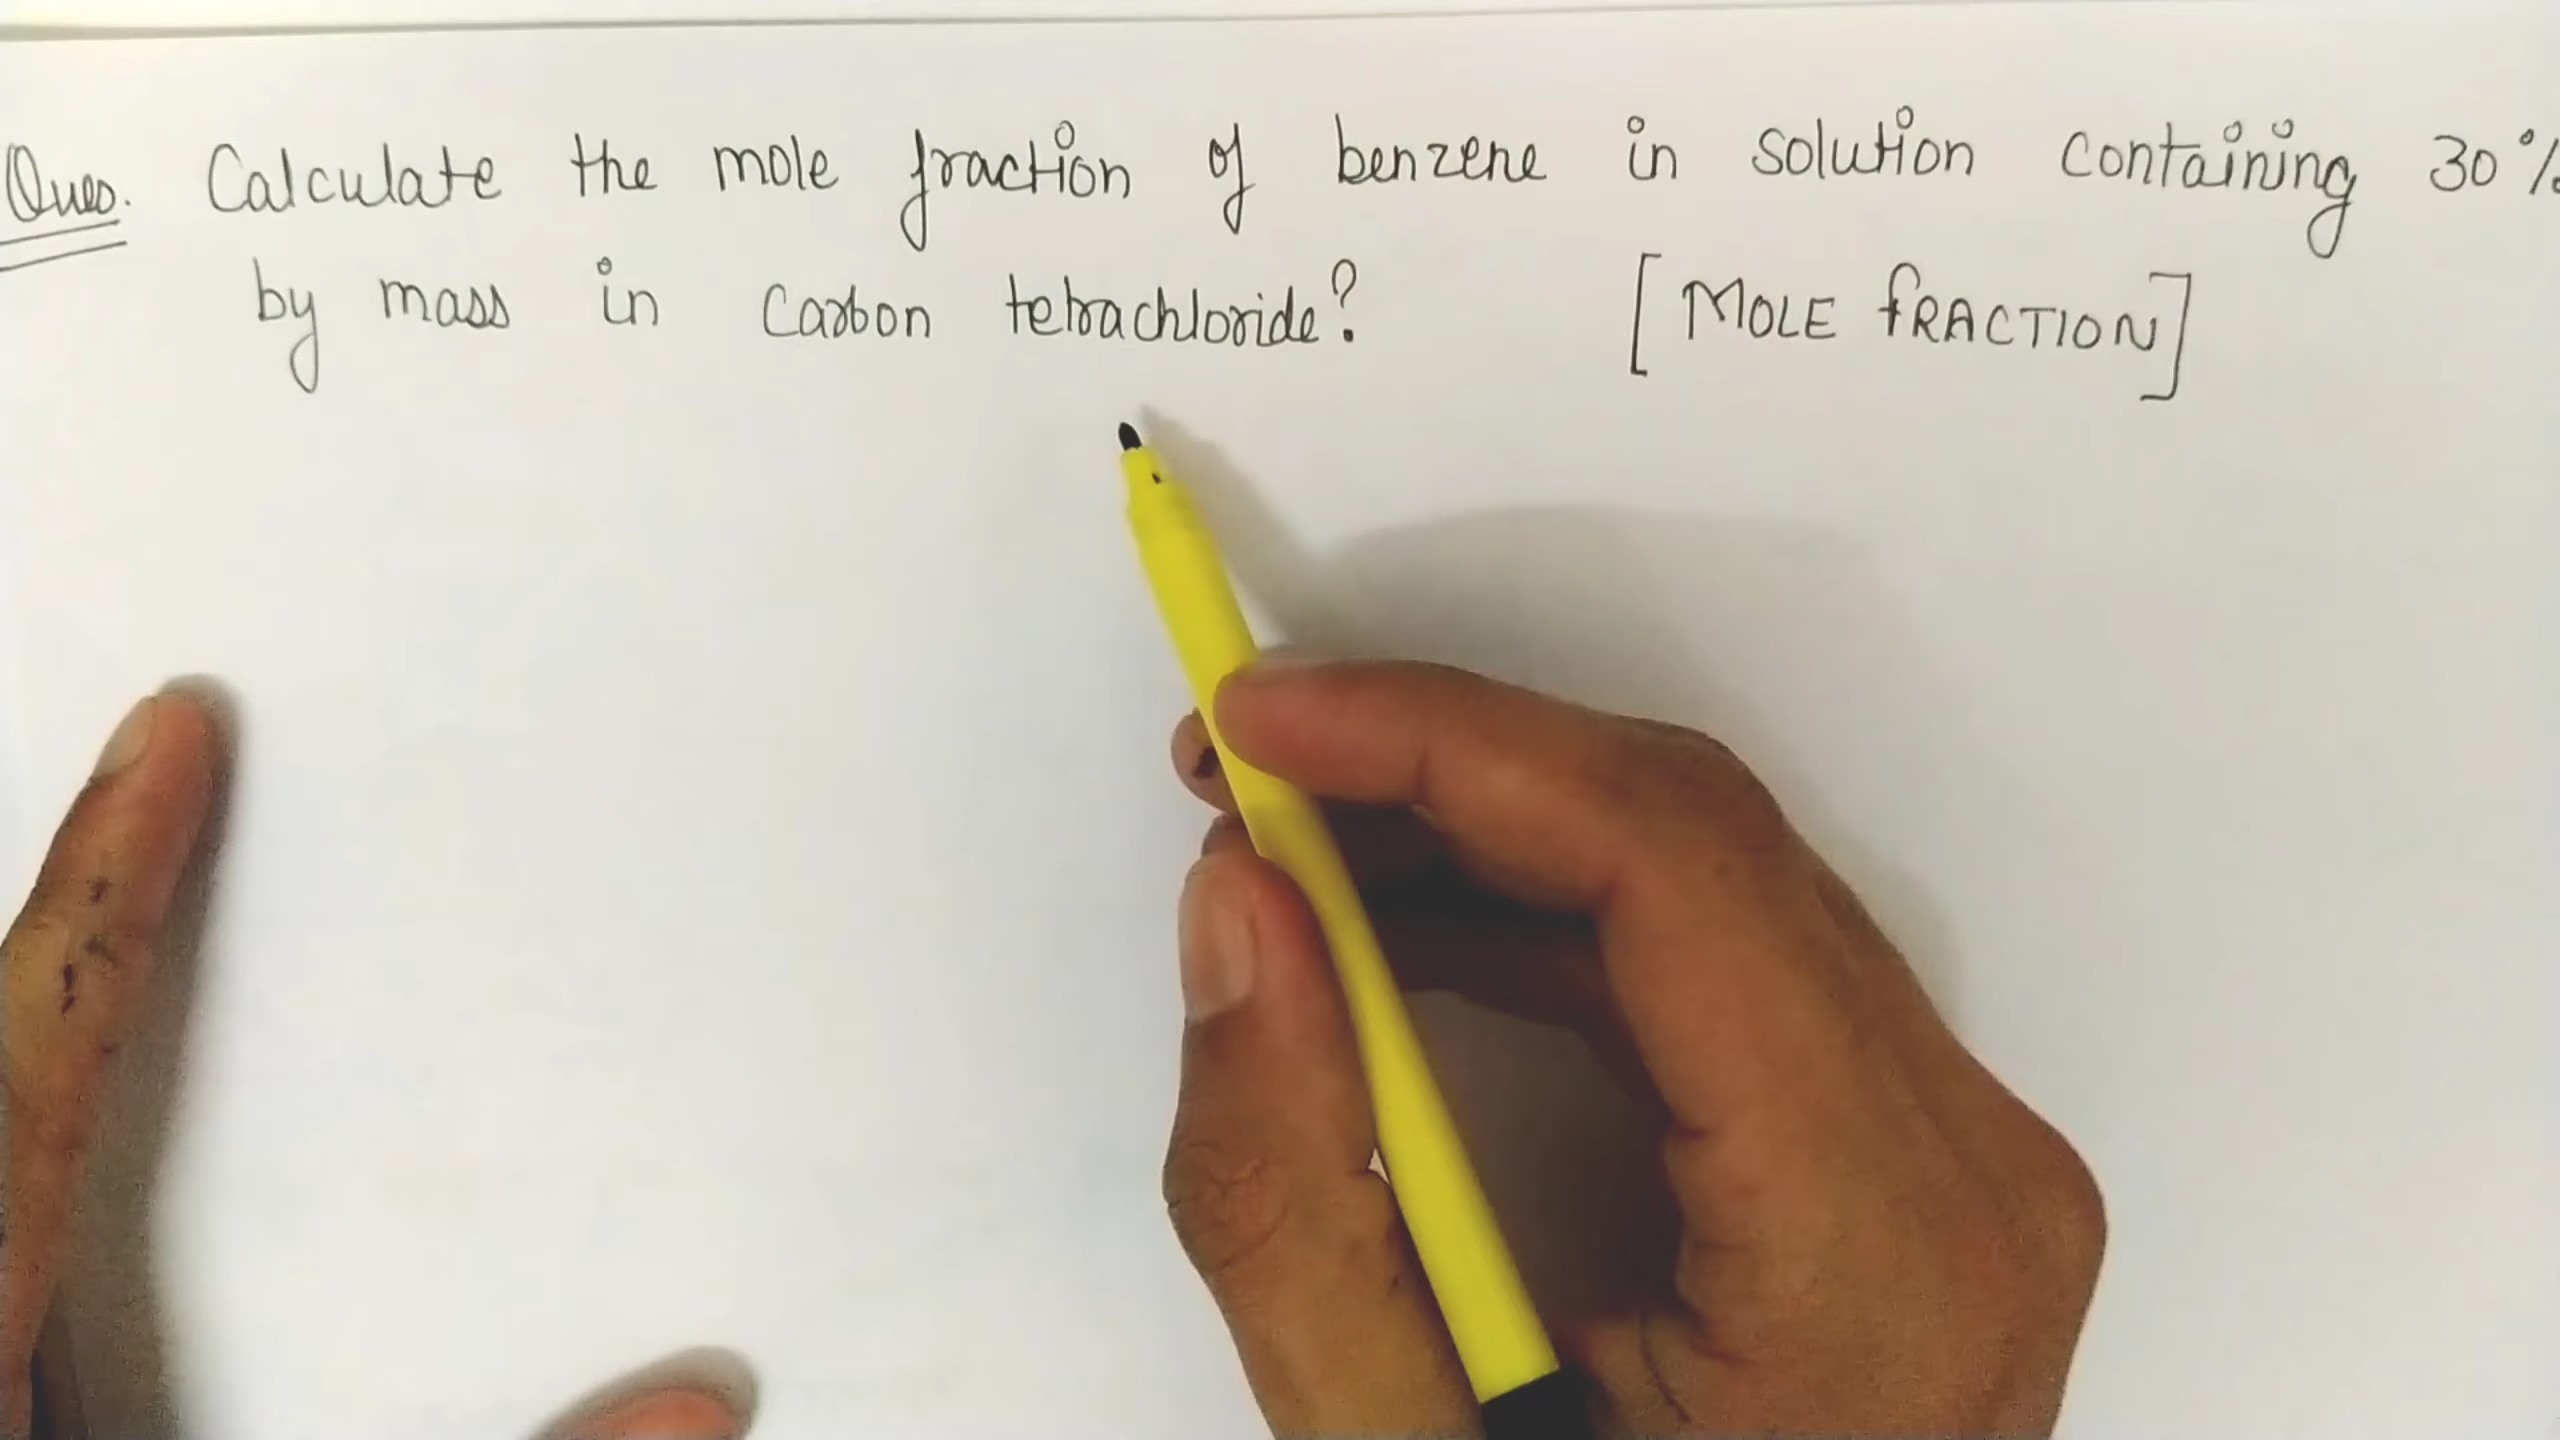 Ques. Calculate the mole fraction of benzene in solution containing 30%
by mass in Carbon tetrachloride? [MOLE fRACTION]